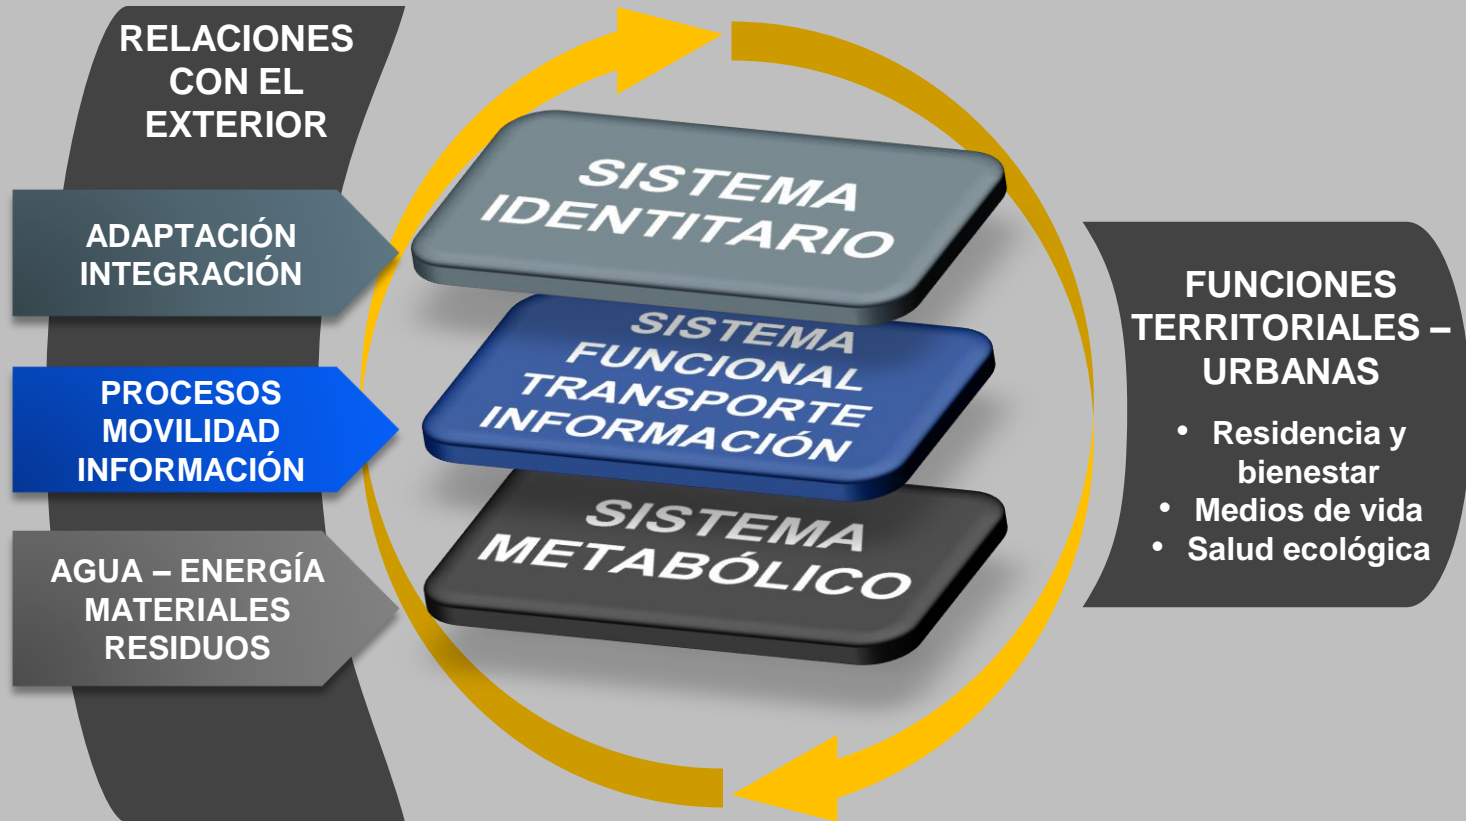 RELACIONES
CON EL
EXTERIOR
ADAPTACIÓN
INTEGRACIÓN
PROCESOS
MOVILIDAD
INFORMACIÓN
AGUA – ENERGÍA
MATERIALES
RESIDUOS
SISTEMA
IDENTITARIO
SISTEMA
FUNCIONAL
TRANSPORTE
INFORMACIÓN
SISTEMA
METABÓLICO
FUNCIONES
TERRITORIALES –
URBANAS
• Residencia y
bienestar
• Medios de vida
• Salud ecológica